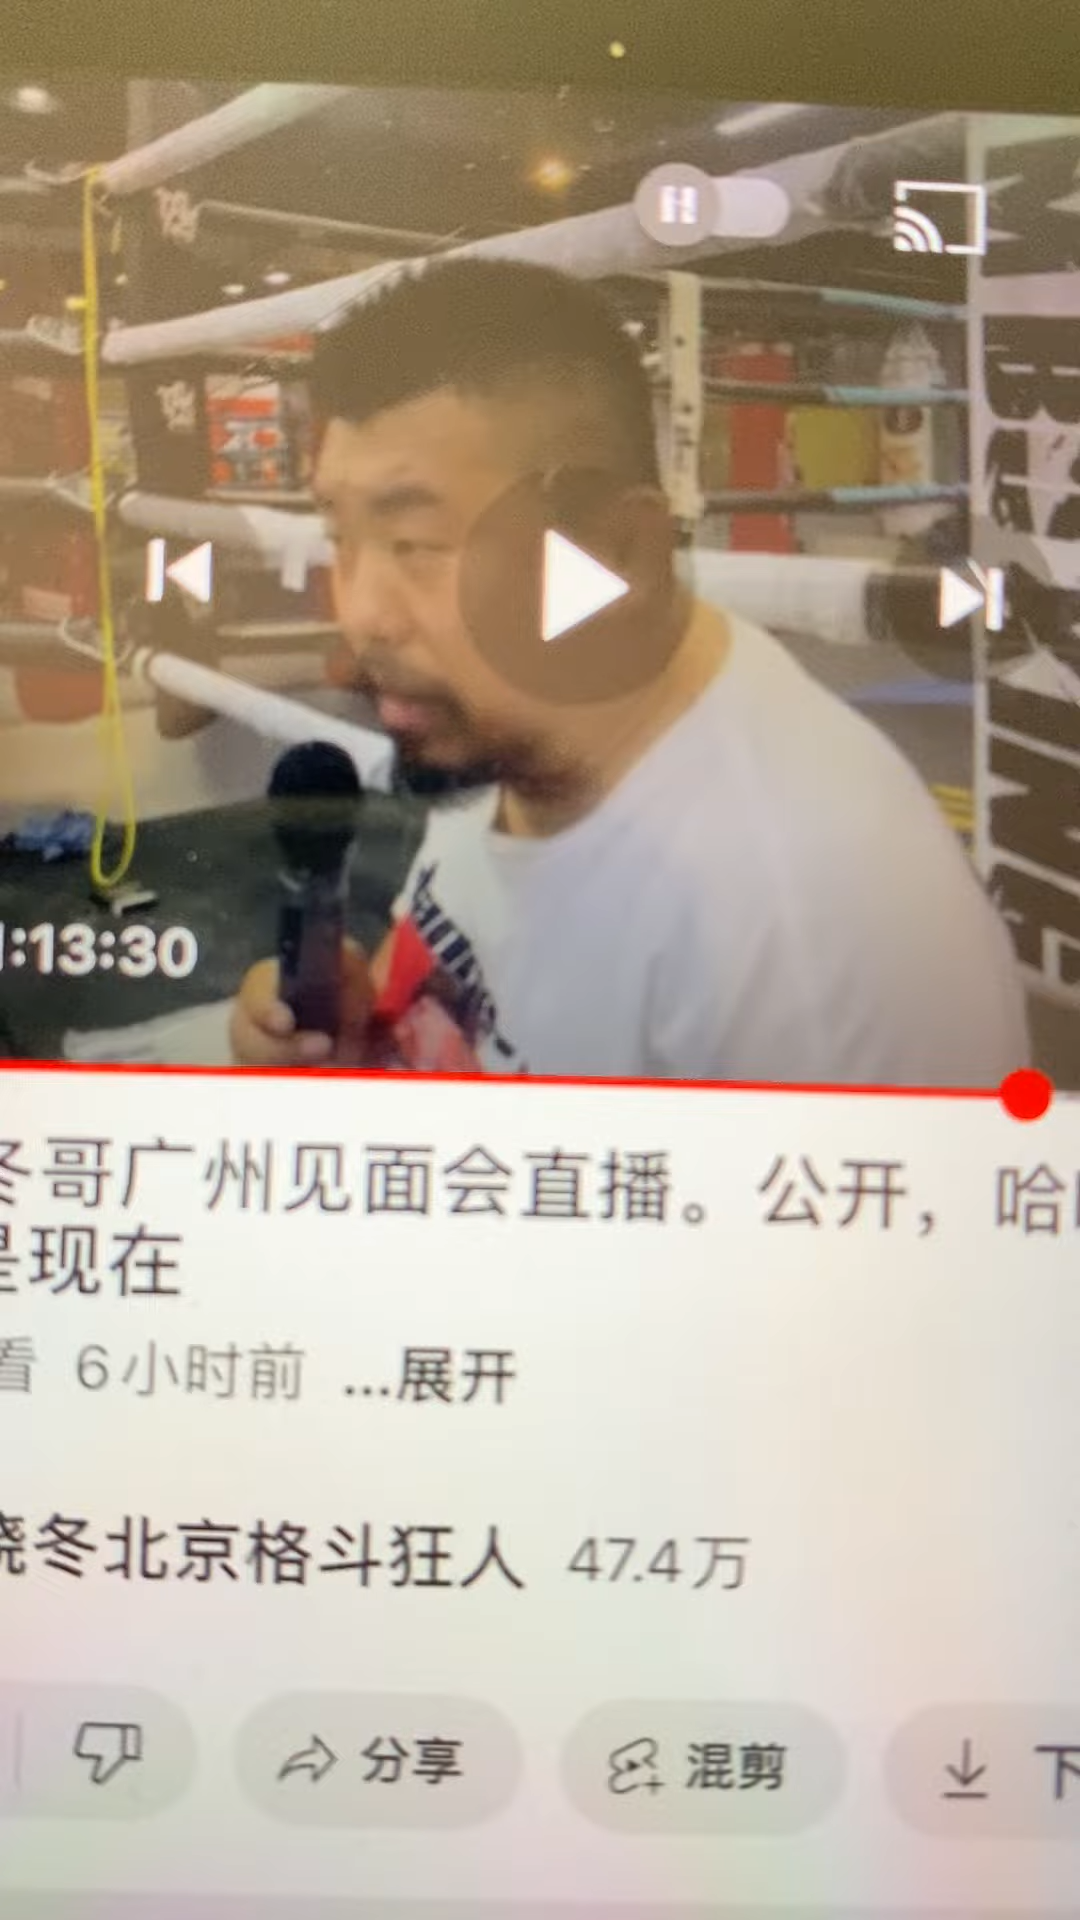 1:13:30
冬哥广州见面会直播。公开，哈
是现在
看 6小时前 ...展开
晓冬北京格斗狂人 47.4万
分享 混剪 下